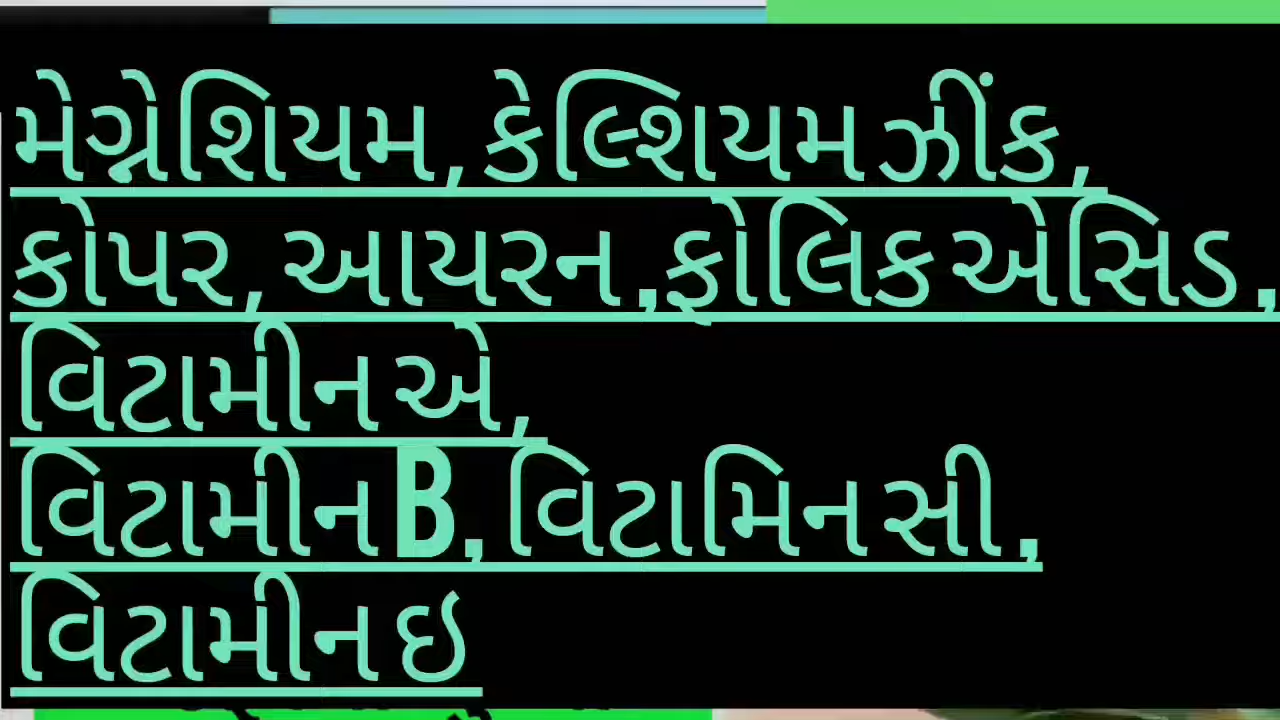 મેગ્નેશિયમ, કેલ્શિયમ ઝીંક,
કોપર, આયરન ,ફોલિક એસિડ ,
વિટામીન એ,
વિટામીન B, વિટામિન સી ,
વિટામીન ઇ